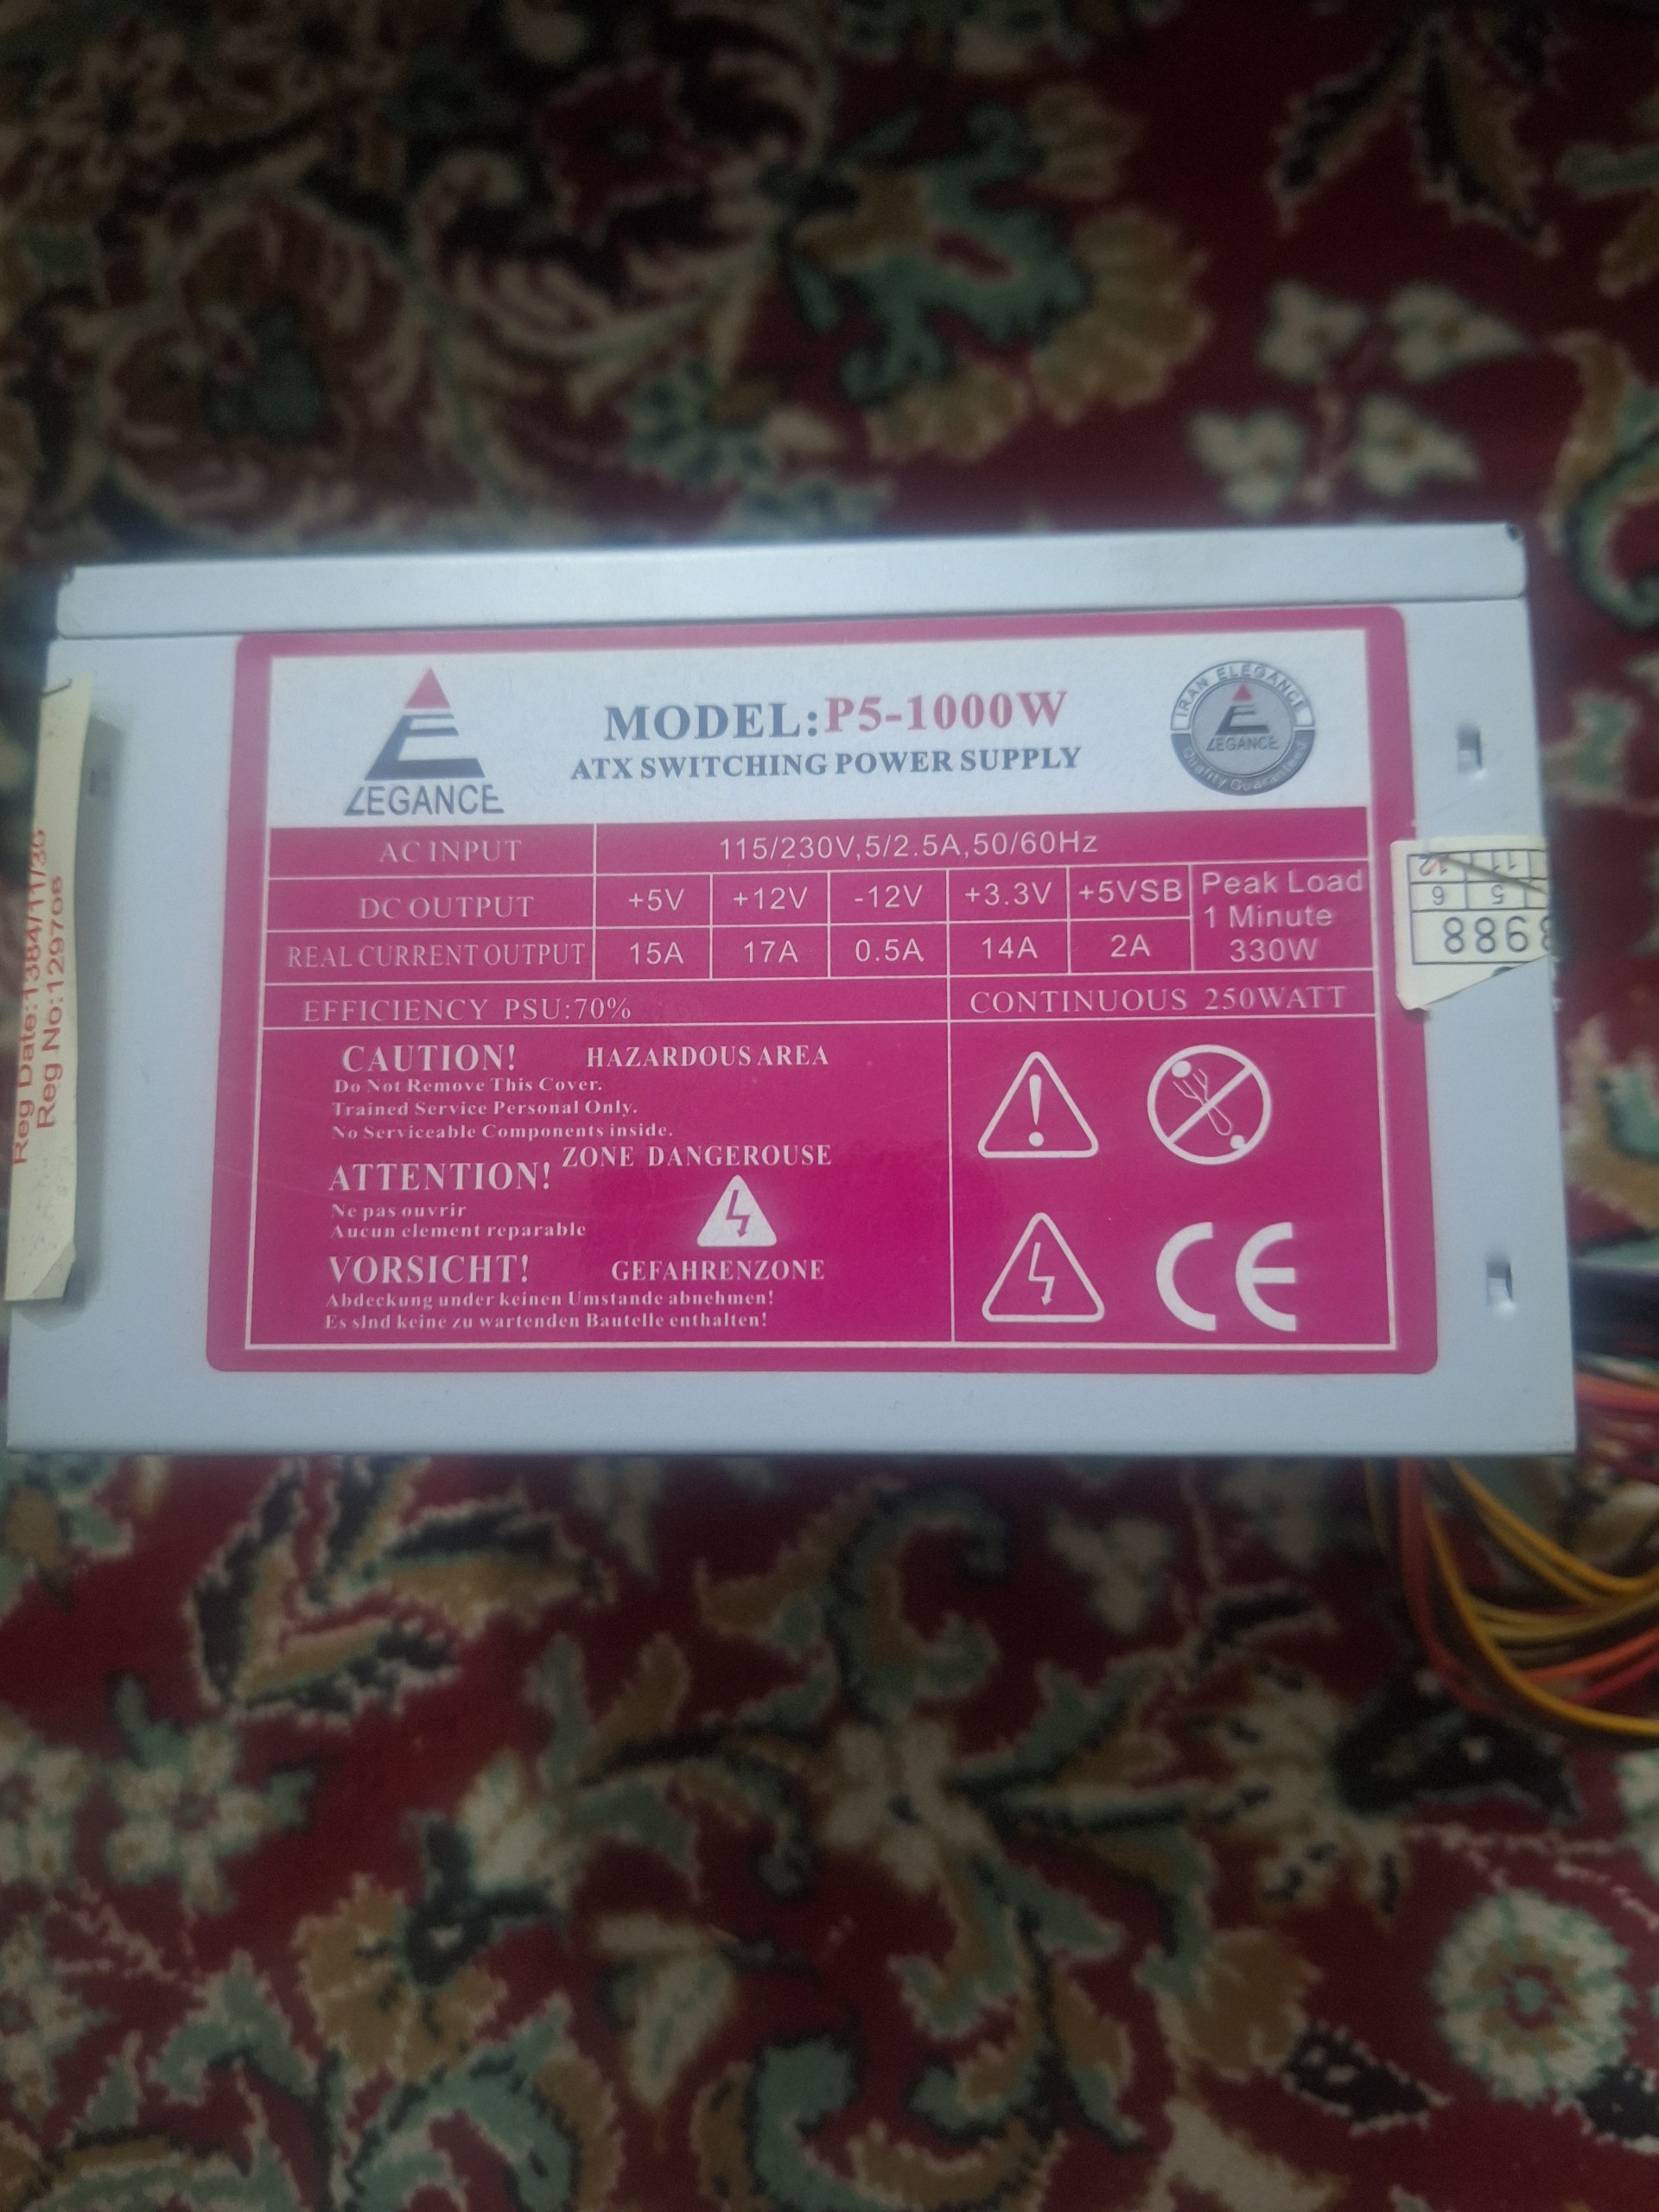 LEGANCE
MODEL:P5-1000W
ATX SWITCHING POWER SUPPLY
IRAN ELEGANCE
LEGANCE
Quality Guaranteed
AC INPUT 115/230V,5/2.5A,50/60Hz
DC OUTPUT +5V +12V -12V +3.3V +5VSB Peak Load
1 Minute
330W
REAL CURRENT OUTPUT 15A 17A 0.5A 14A 2A
EFFICIENCY PSU:70% CONTINUOUS 250WATT
CAUTION! HAZARDOUS AREA
Do Not Remove This Cover.
Trained Service Personal Only.
No Serviceable Components inside.
ATTENTION! ZONE DANGEROUSE
Ne pas ouvrir
Aucun element reparable
VORSICHT! GEFAHRENZONE
Abdeckung under keinen Umstande abnehmen!
Es sInd keine zu wartenden Bautelle enthalten!
CE
Reg Date:1384/11/30
Reg No:129708
12 11
6 5
988